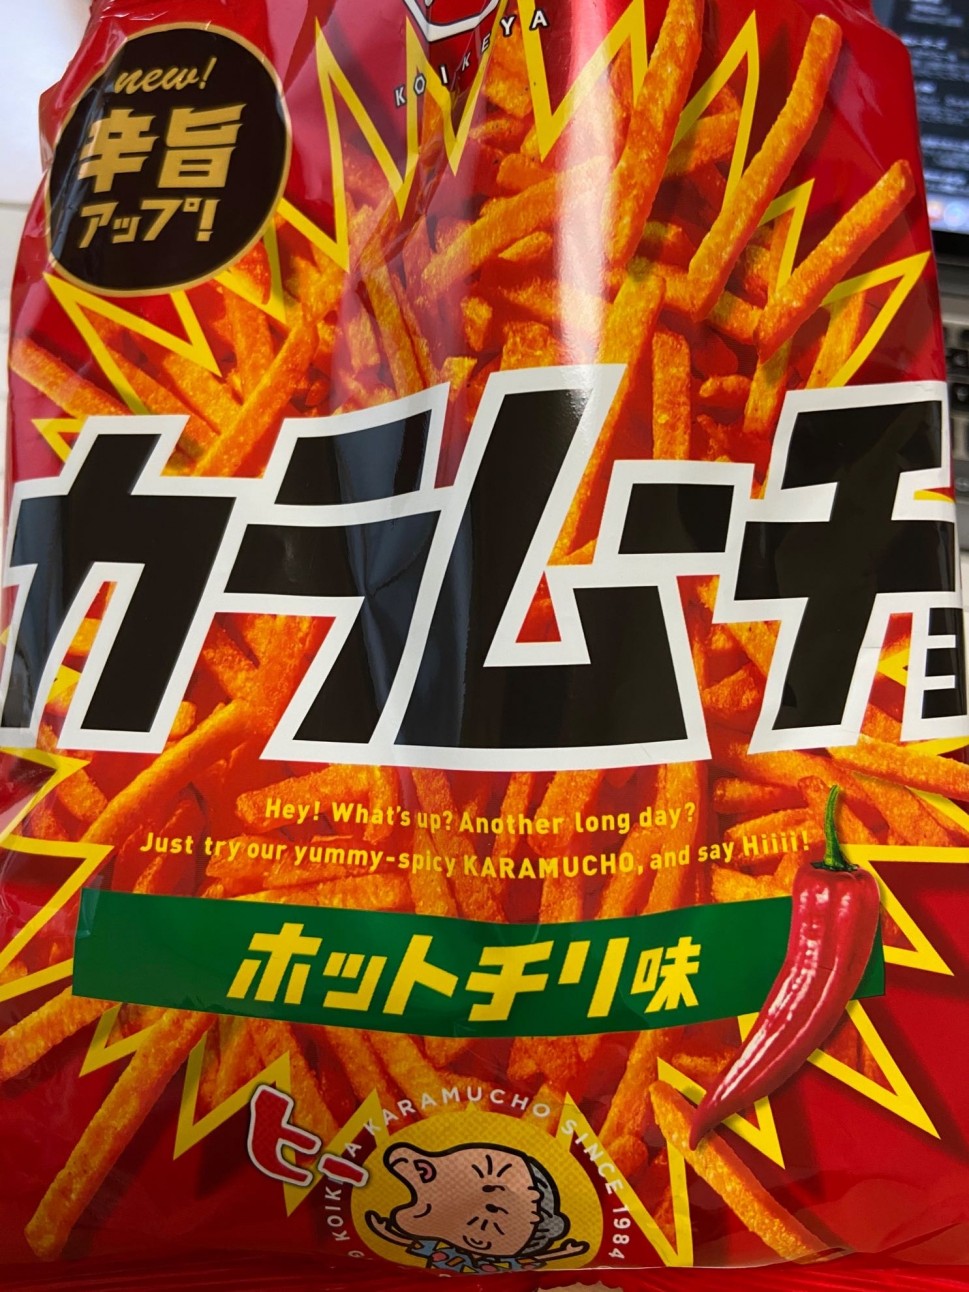 KOIKEYA
new!
辛旨
アップ!
カラムーチョ
Hey! What's up? Another long day?
Just try our yummy-spicy KARAMUCHO, and say Hiiii!
ホットチリ味
ヒー
KOIKEYA KARAMUCHO SINCE 1984